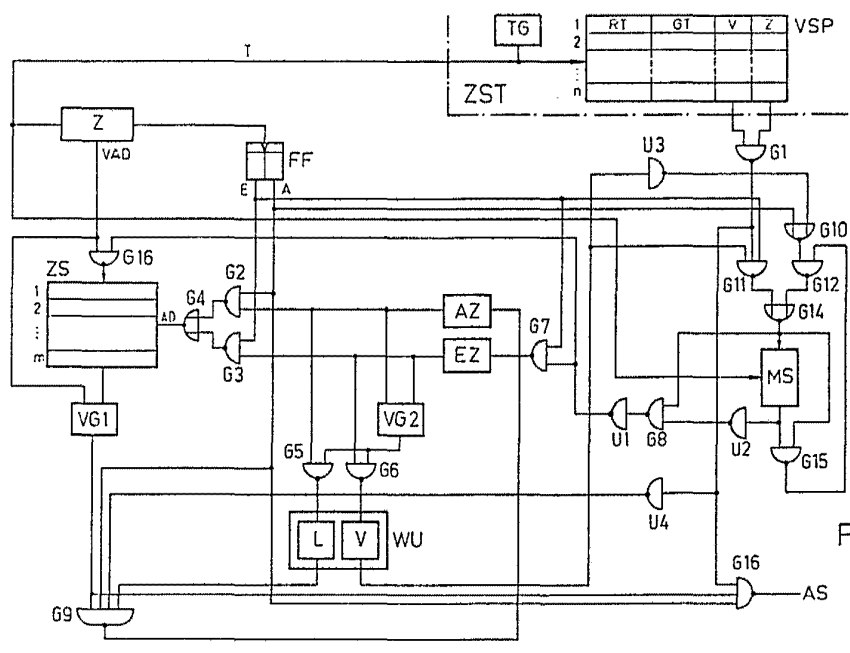 TG
1 RT GT V Z VSP
2
⋮
n
ZST
T
Z
VAD
FF
E A
U3
G1
G10
G16
ZS
1
2
⋮
m
AD
G4
G2
G3
AZ
EZ
G7
G11
G12
G14
MS
VG1
VG2
U1
G8
U2
G15
G5
G6
L
V
WU
U4
F
G16
AS
G9